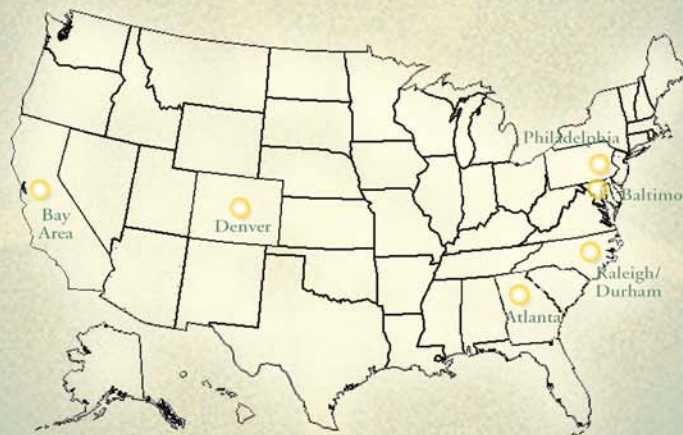 Philadelphia
Baltimo
Bay
Area
Denver
Raleigh/
Durham
Atlanta